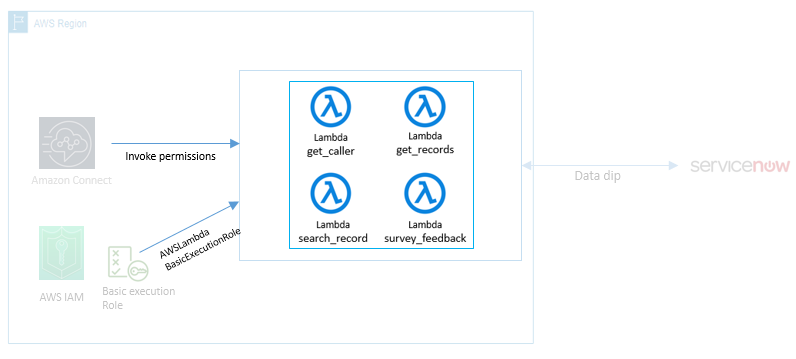 AWS Region
Amazon Connect
Invoke permissions
Lambda
get_caller
Lambda
get_records
Lambda
search_record
Lambda
survey_feedback
Data dip
servicenow
AWS IAM
Basic execution
Role
AWSLambda
BasicExecutionRole